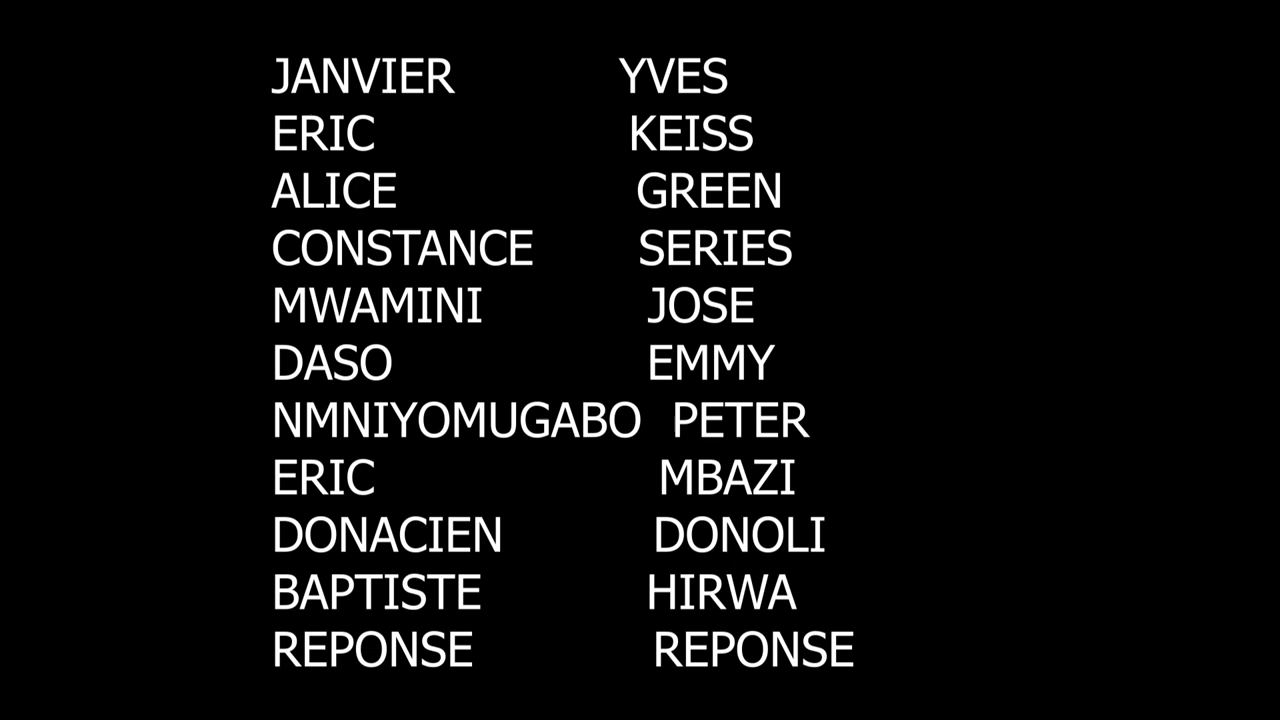 JANVIER YVES
ERIC KEISS
ALICE GREEN
CONSTANCE SERIES
MWAMINI JOSE
DASO EMMY
NMNIYOMUGABO PETER
ERIC MBAZI
DONACIEN DONOLI
BAPTISTE HIRWA
REPONSE REPONSE